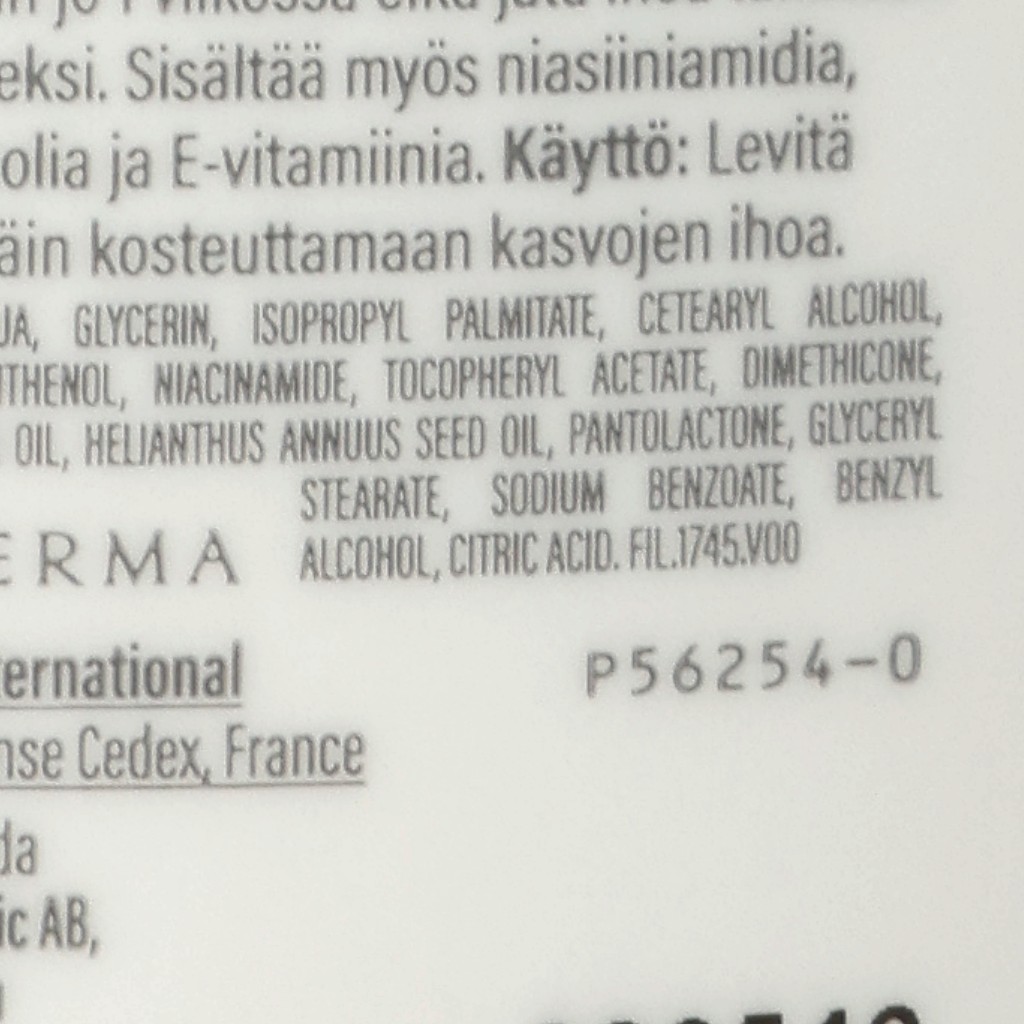 eksi. Sisältää myös niasiiniamidia,
olia ja E-vitamiinia. Käyttö: Levitä
äin kosteuttamaan kasvojen ihoa.
UA, GLYCERIN, ISOPROPYL PALMITATE, CETEARYL ALCOHOL,
THENOL, NIACINAMIDE, TOCOPHERYL ACETATE, DIMETHICONE,
OIL, HELIANTHUS ANNUUS SEED OIL, PANTOLACTONE, GLYCERYL
STEARATE, SODIUM BENZOATE, BENZYL
ERMA ALCOHOL, CITRIC ACID. FIL.1745.V00
ernational
P56254-0
nse Cedex, France
da
ic AB,